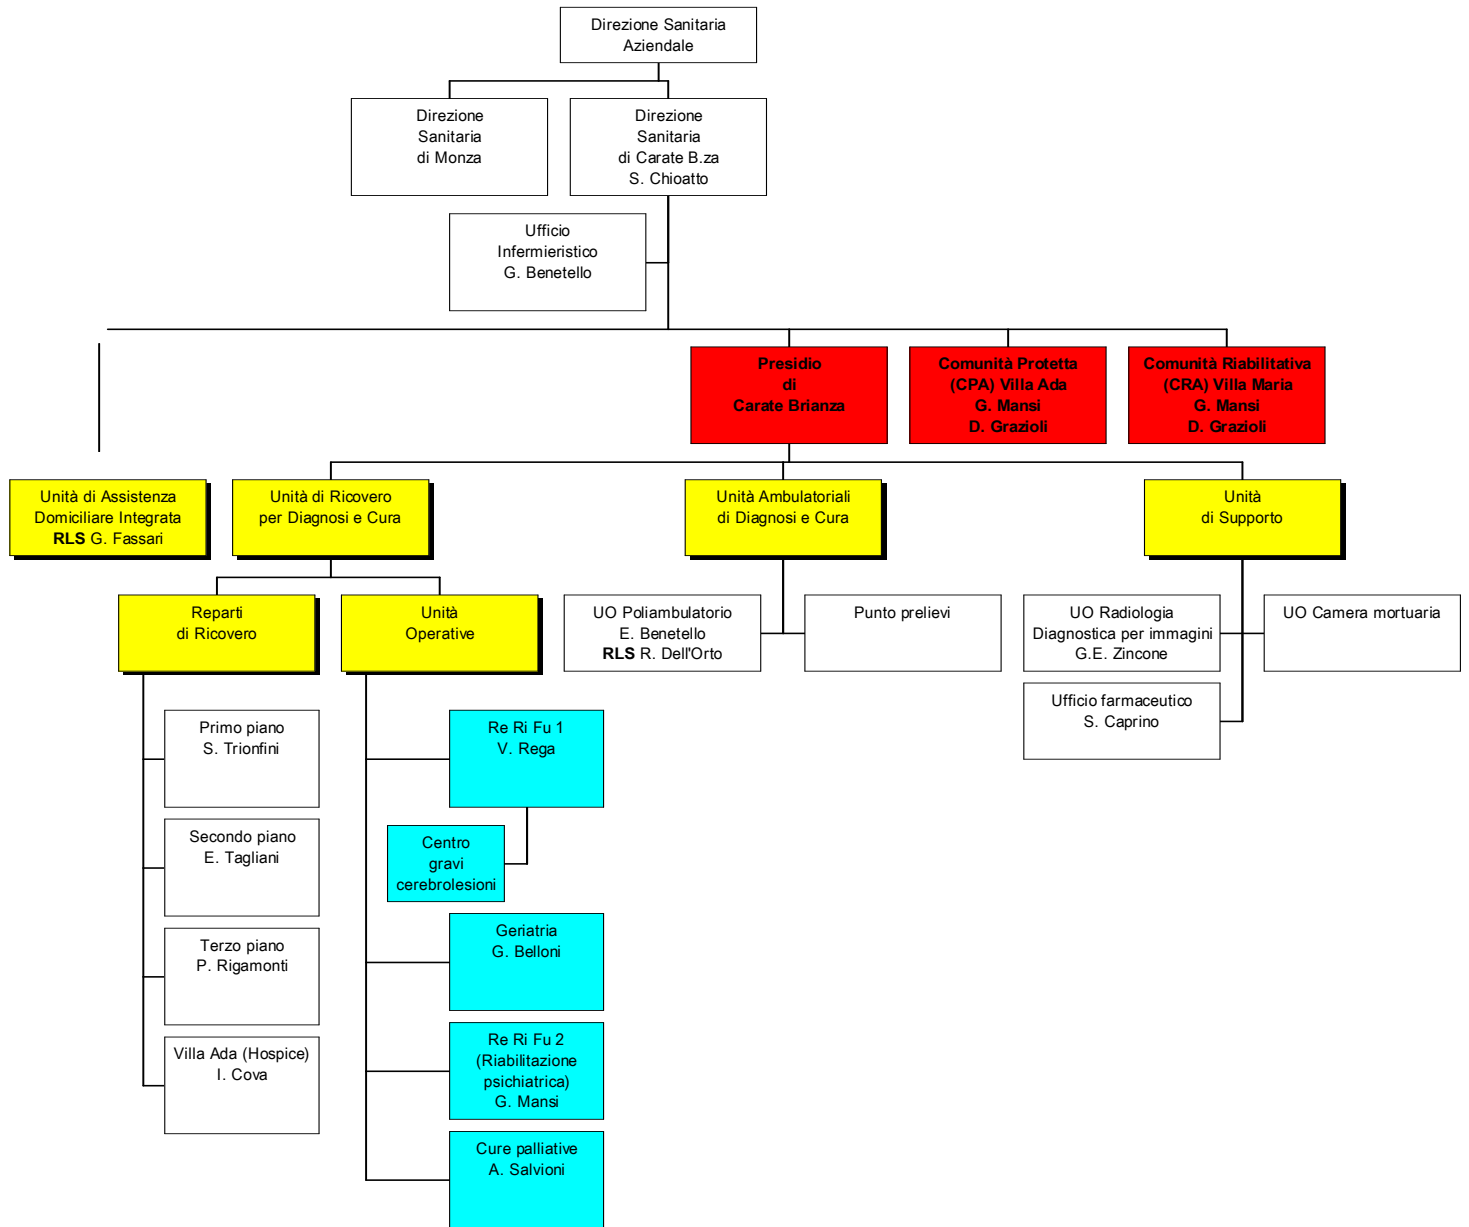 Direzione Sanitaria
Aziendale
Direzione
Sanitaria
di Monza
Direzione
Sanitaria
di Carate B.za
S. Chioatto
Ufficio
Infermieristico
G. Benetello
Presidio
di
Carate Brianza
Comunità Protetta
(CPA) Villa Ada
G. Mansi
D. Grazioli
Comunità Riabilitativa
(CRA) Villa Maria
G. Mansi
D. Grazioli
Unità di Assistenza
Domiciliare Integrata
RLS G. Fassari
Unità di Ricovero
per Diagnosi e Cura
Unità Ambulatoriali
di Diagnosi e Cura
Unità
di Supporto
Reparti
di Ricovero
Unità
Operative
UO Poliambulatorio
E. Benetello
RLS R. Dell'Orto
Punto prelievi
UO Radiologia
Diagnostica per immagini
G.E. Zincone
UO Camera mortuaria
Ufficio farmaceutico
S. Caprino
Primo piano
S. Trionfini
Secondo piano
E. Tagliani
Terzo piano
P. Rigamonti
Villa Ada (Hospice)
I. Cova
Re Ri Fu 1
V. Rega
Centro
gravi
cerebrolesioni
Geriatria
G. Belloni
Re Ri Fu 2
(Riabilitazione
psichiatrica)
G. Mansi
Cure palliative
A. Salvioni